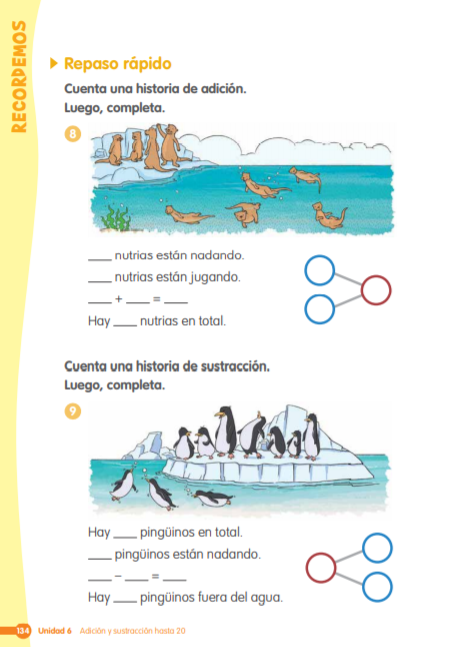 RECORDEMOS
Repaso rápido
Cuenta una historia de adición.
Luego, completa.
8
____ nutrias están nadando.
____ nutrias están jugando.
____ + ____ = ____
Hay ____ nutrias en total.
Cuenta una historia de sustracción.
Luego, completa.
9
Hay ____ pingüinos en total.
____ pingüinos están nadando.
____ – ____ = ____
Hay ____ pingüinos fuera del agua.
134 Unidad 6 Adición y sustracción hasta 20